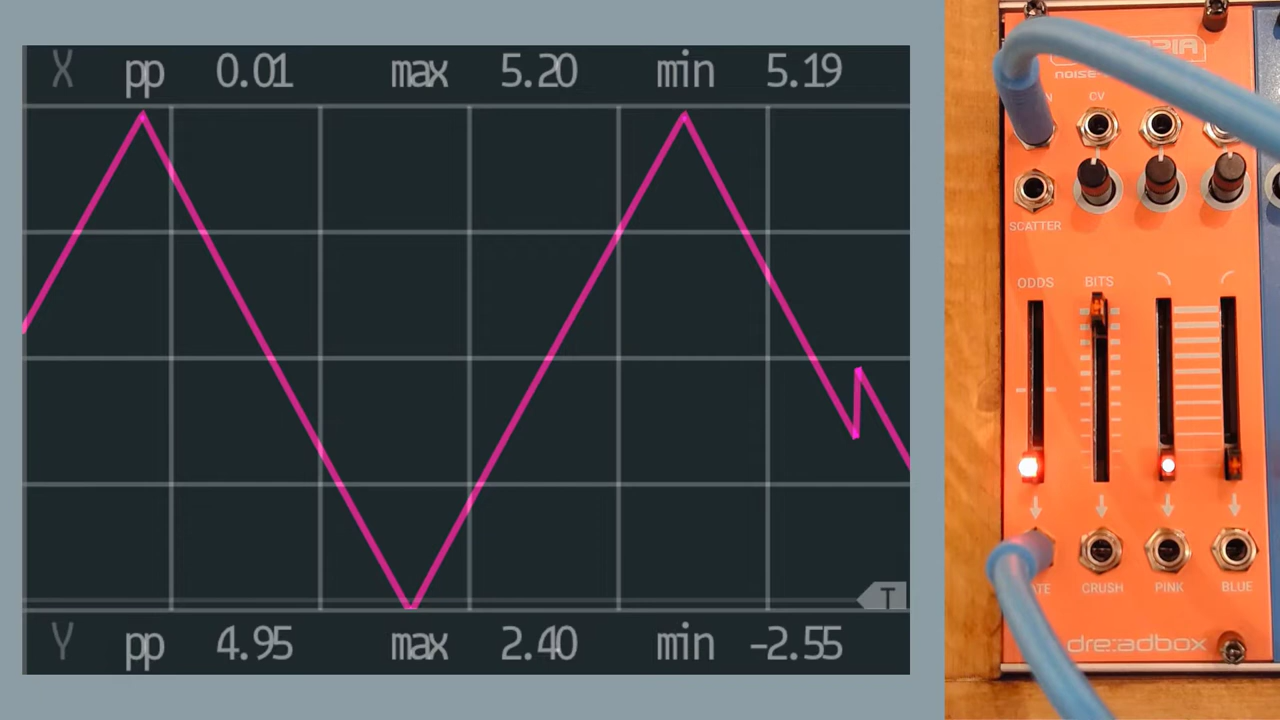 X pp 0.01 max 5.20 min 5.19
T
Y pp 4.95 max 2.40 min -2.55
CV
SCATTER
ODDS BITS
CRUSH PINK BLUE
dre:adbox